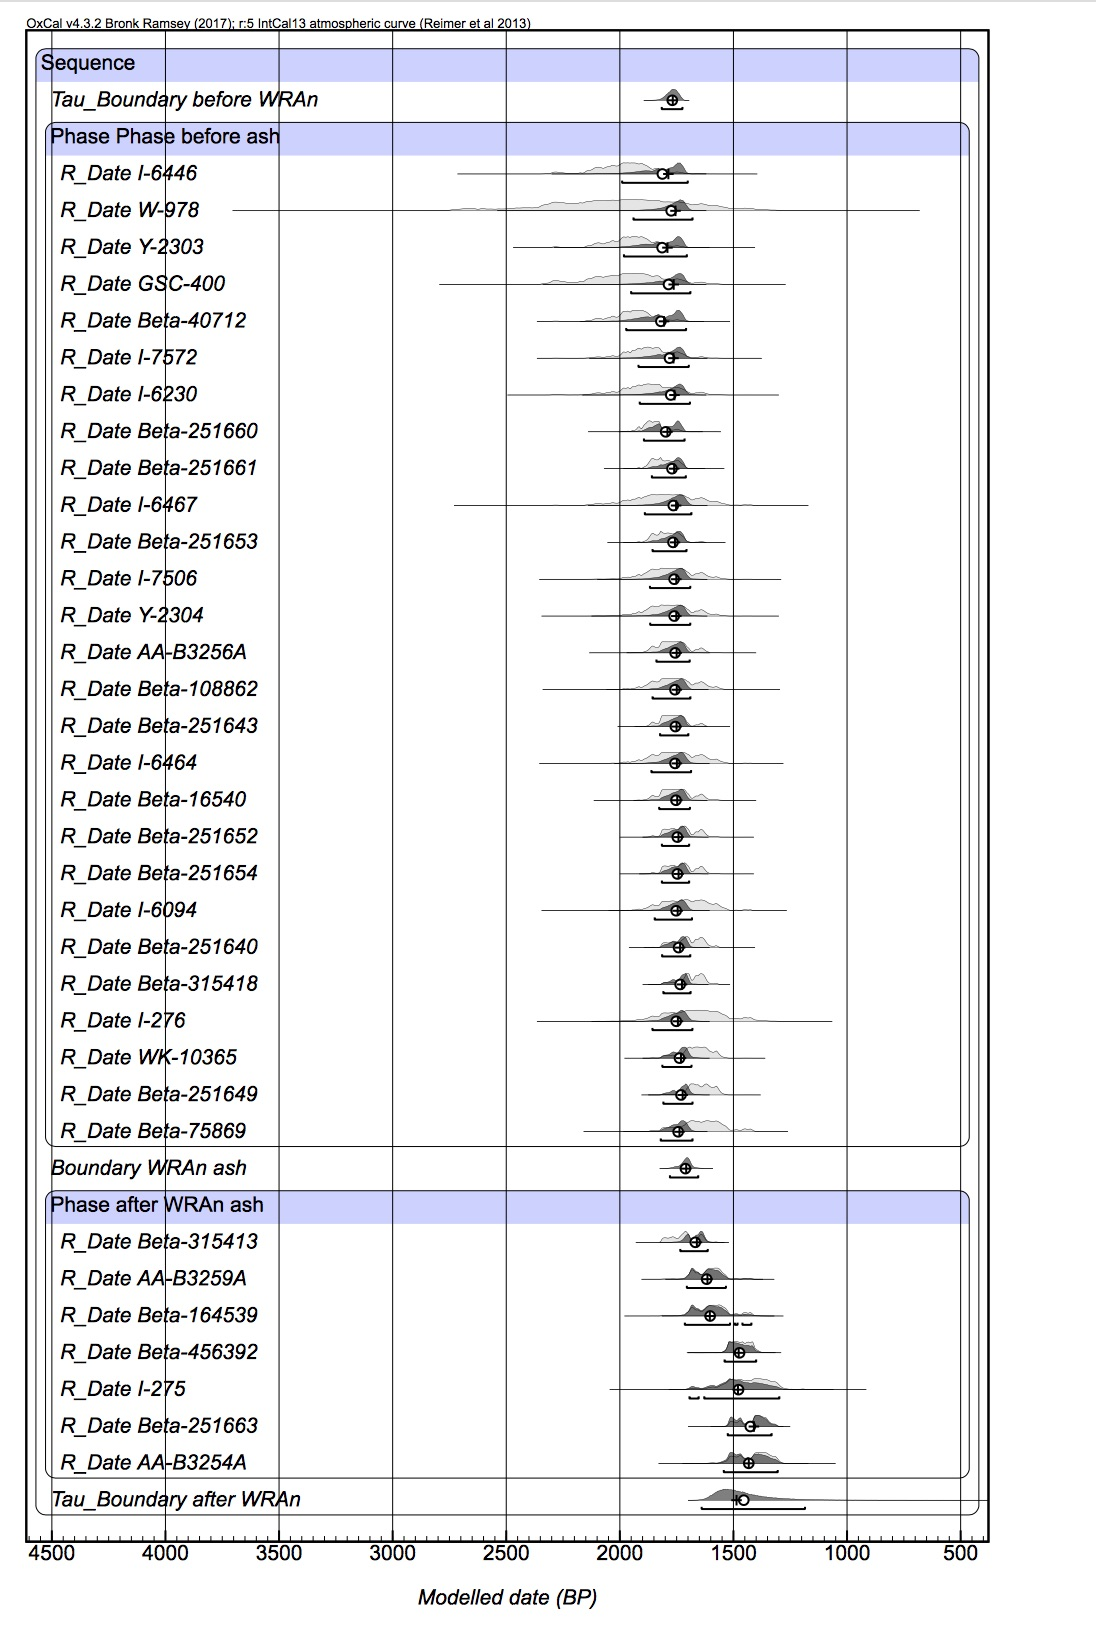 OxCal v4.3.2 Bronk Ramsey (2017); r:5 IntCal13 atmospheric curve (Reimer et al 2013)
Sequence
Tau_Boundary before WRAn
Phase Phase before ash
R_Date I-6446
R_Date W-978
R_Date Y-2303
R_Date GSC-400
R_Date Beta-40712
R_Date I-7572
R_Date I-6230
R_Date Beta-251660
R_Date Beta-251661
R_Date I-6467
R_Date Beta-251653
R_Date I-7506
R_Date Y-2304
R_Date AA-B3256A
R_Date Beta-108862
R_Date Beta-251643
R_Date I-6464
R_Date Beta-16540
R_Date Beta-251652
R_Date Beta-251654
R_Date I-6094
R_Date Beta-251640
R_Date Beta-315418
R_Date I-276
R_Date WK-10365
R_Date Beta-251649
R_Date Beta-75869
Boundary WRAn ash
Phase after WRAn ash
R_Date Beta-315413
R_Date AA-B3259A
R_Date Beta-164539
R_Date Beta-456392
R_Date I-275
R_Date Beta-251663
R_Date AA-B3254A
Tau_Boundary after WRAn
4500 4000 3500 3000 2500 2000 1500 1000 500
Modelled date (BP)